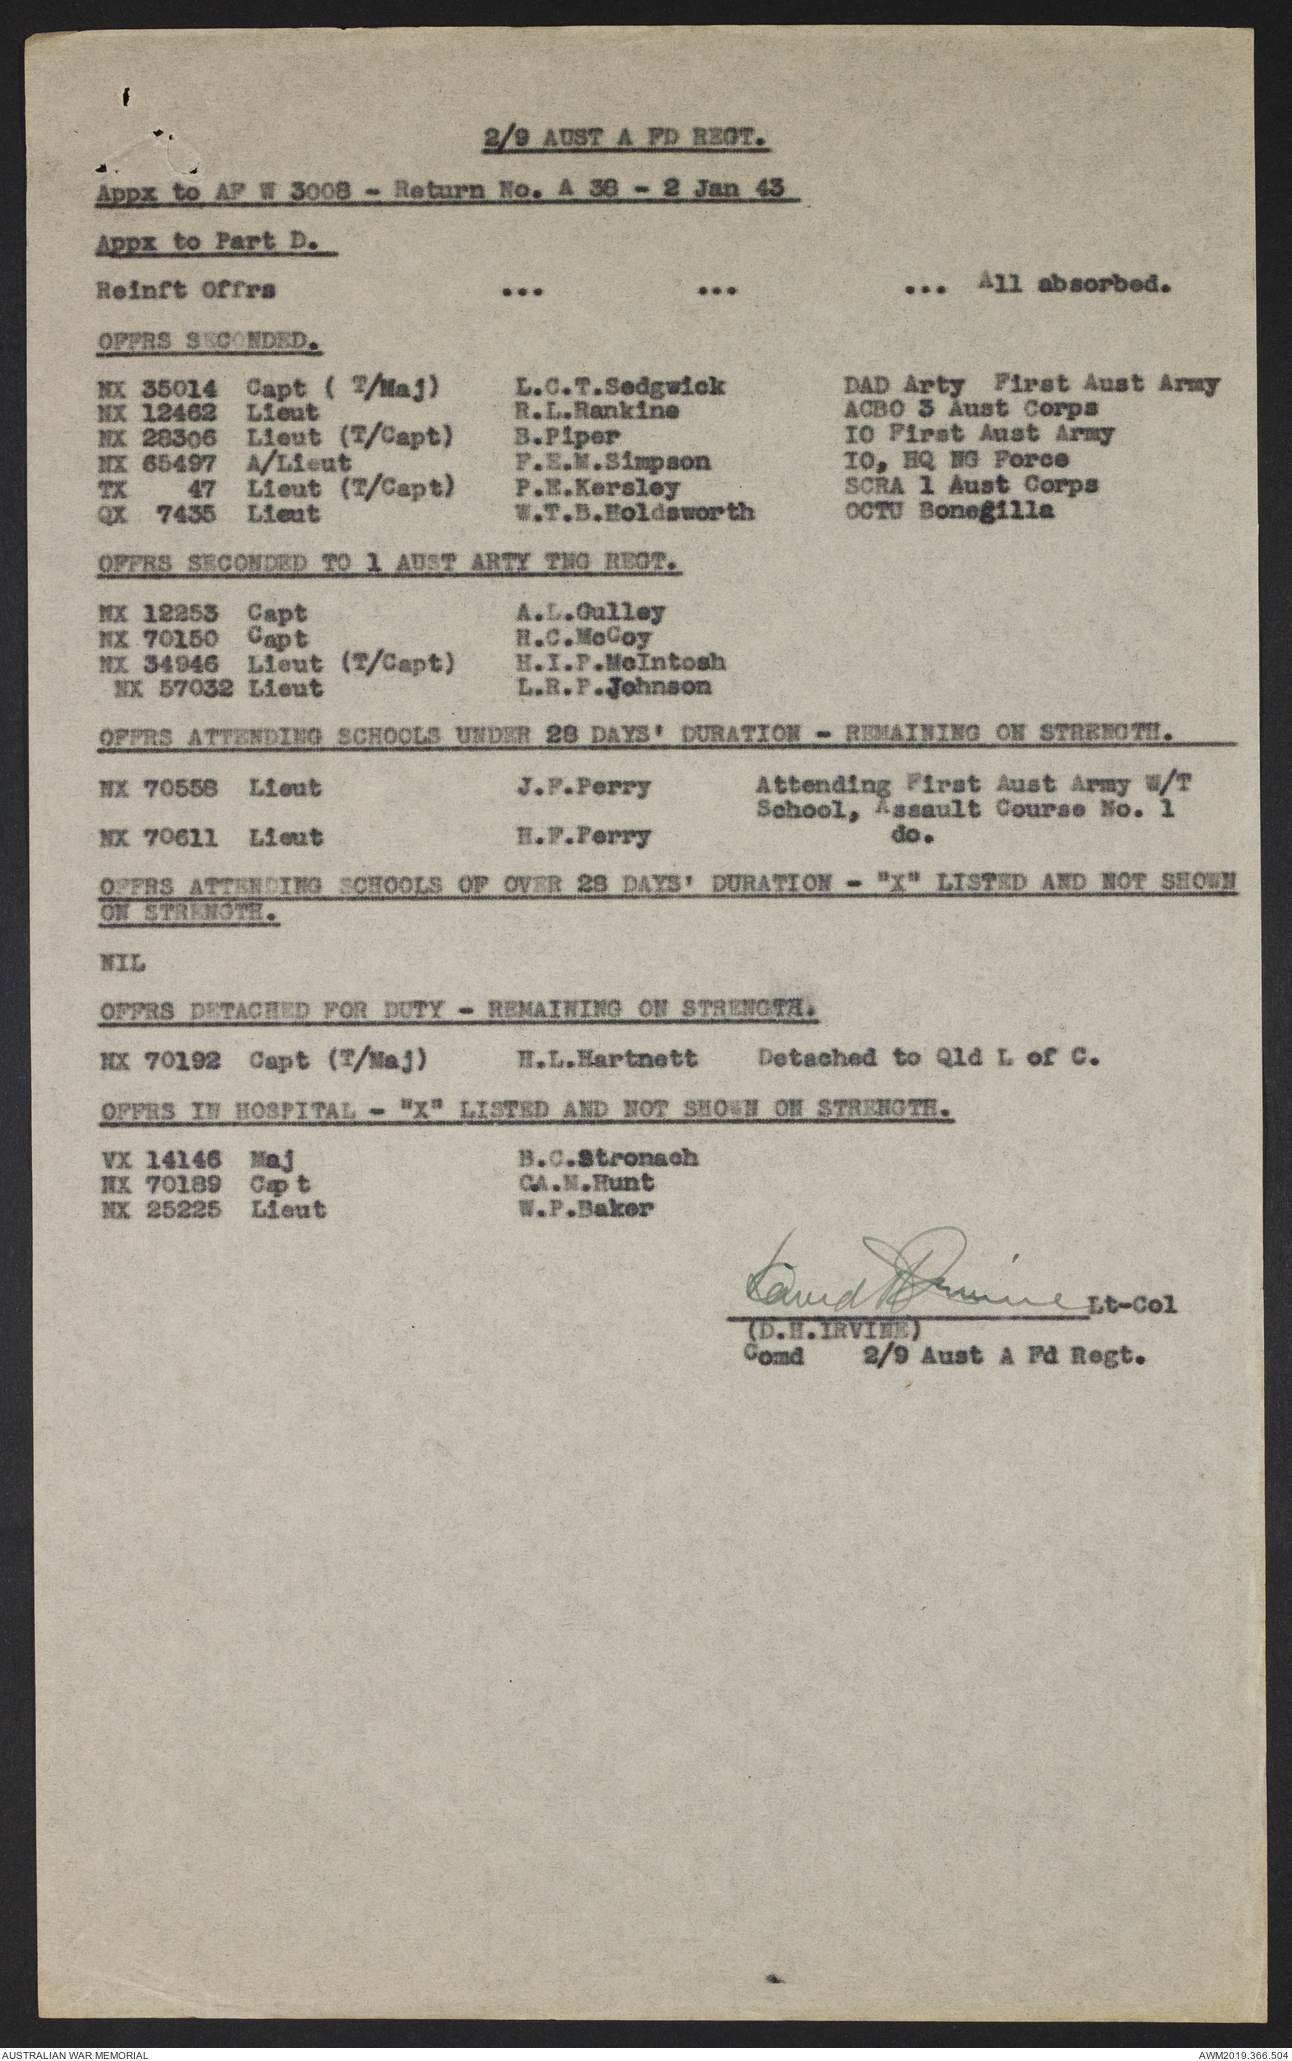 2/9 AUST A FD REGT.
Appx to AF W 3008 - Return No. A 38 - 2 Jan 43
Appx to Part D.
Reinft Offrs ... ... ... All absorbed.
OFFRS SECONDED.
NX 35014 Capt ( T/Maj) L.C.T.Sedgwick DAD Arty First Aust Army
NX 12462 Lieut R.L.Rankine ACBO 3 Aust Corps
NX 28306 Lieut (T/Capt) B.Piper IO First Aust Army
NX 65497 A/Lieut F.E.M.Simpson IO, HQ NG Force
TX 47 Lieut (T/Capt) P.E.Kersley SCRA 1 Aust Corps
QX 7435 Lieut W.T.B.Holdsworth OCTU Bonegilla
OFFRS SECONDED TO 1 AUST ARTY TNG REGT.
NX 12253 Capt A.L.Gulley
NX 70150 Capt H.C.McCoy
NX 34946 Lieut (T/Capt) H.I.P.McIntosh
NX 57032 Lieut L.R.P.Johnson
OFFRS ATTENDING SCHOOLS UNDER 28 DAYS' DURATION - REMAINING ON STRENGTH.
NX 70558 Lieut J.F.Perry Attending First Aust Army W/T
School, Assault Course No. 1
NX 70611 Lieut H.F.Ferry do.
OFFRS ATTENDING SCHOOLS OF OVER 28 DAYS' DURATION - "X" LISTED AND NOT SHOWN
ON STRENGTH.
NIL
OFFRS DETACHED FOR DUTY - REMAINING ON STRENGTH.
NX 70192 Capt (T/Maj) H.L.Hartnett Detached to Qld L of C.
OFFRS IN HOSPITAL - "X" LISTED AND NOT SHOWN ON STRENGTH.
VX 14146 Maj B.C.Stronach
NX 70189 Capt CA.M.Hunt
NX 25225 Lieut W.P.Baker
David H Irvine Lt-Col
(D.H.IRVINE)
Comd 2/9 Aust A Fd Regt.
AUSTRALIAN WAR MEMORIAL AWM2019.366.504